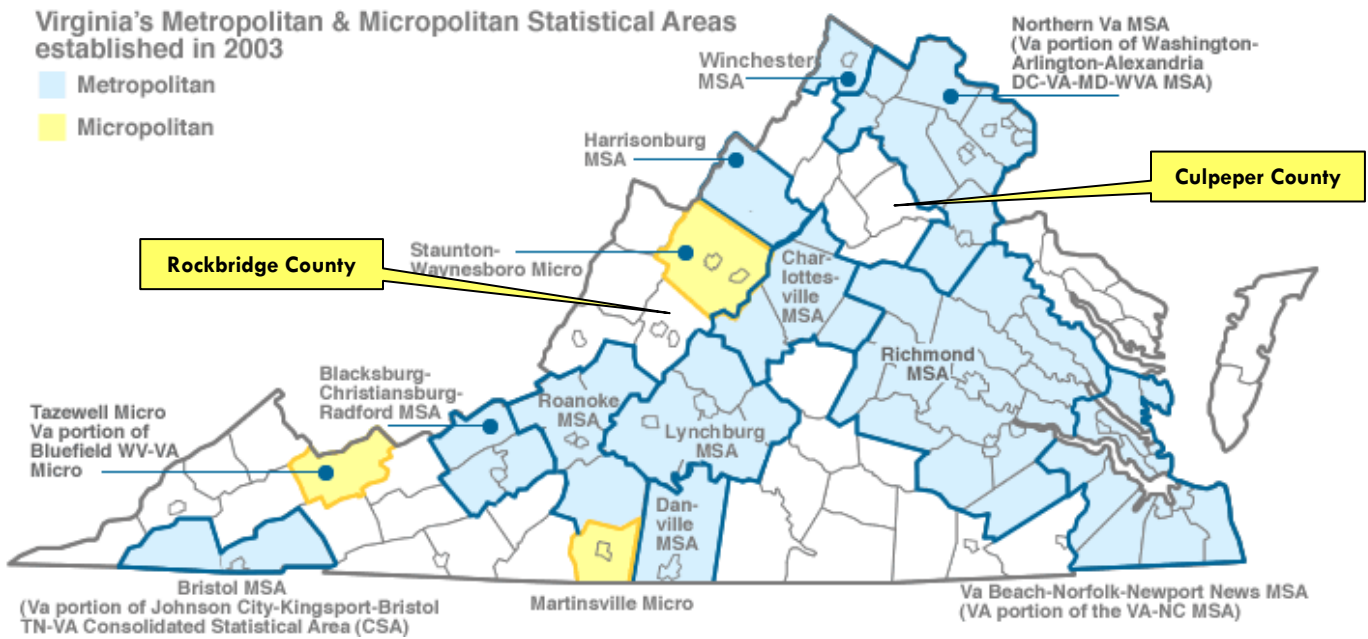 Virginia's Metropolitan & Micropolitan Statistical Areas
established in 2003
Metropolitan
Micropolitan
Northern Va MSA
(Va portion of Washington-
Arlington-Alexandria
DC-VA-MD-WVA MSA)
Winchester
MSA
Harrisonburg
MSA
Culpeper County
Rockbridge County
Staunton-
Waynesboro Micro
Char-
lottes-
ville
MSA
Richmond
MSA
Blacksburg-
Christiansburg-
Radford MSA
Roanoke
MSA
Lynchburg
MSA
Tazewell Micro
Va portion of
Bluefield WV-VA
Micro
Dan-
ville
MSA
Bristol MSA
(Va portion of Johnson City-Kingsport-Bristol
TN-VA Consolidated Statistical Area (CSA)
Martinsville Micro
Va Beach-Norfolk-Newport News MSA
(VA portion of the VA-NC MSA)